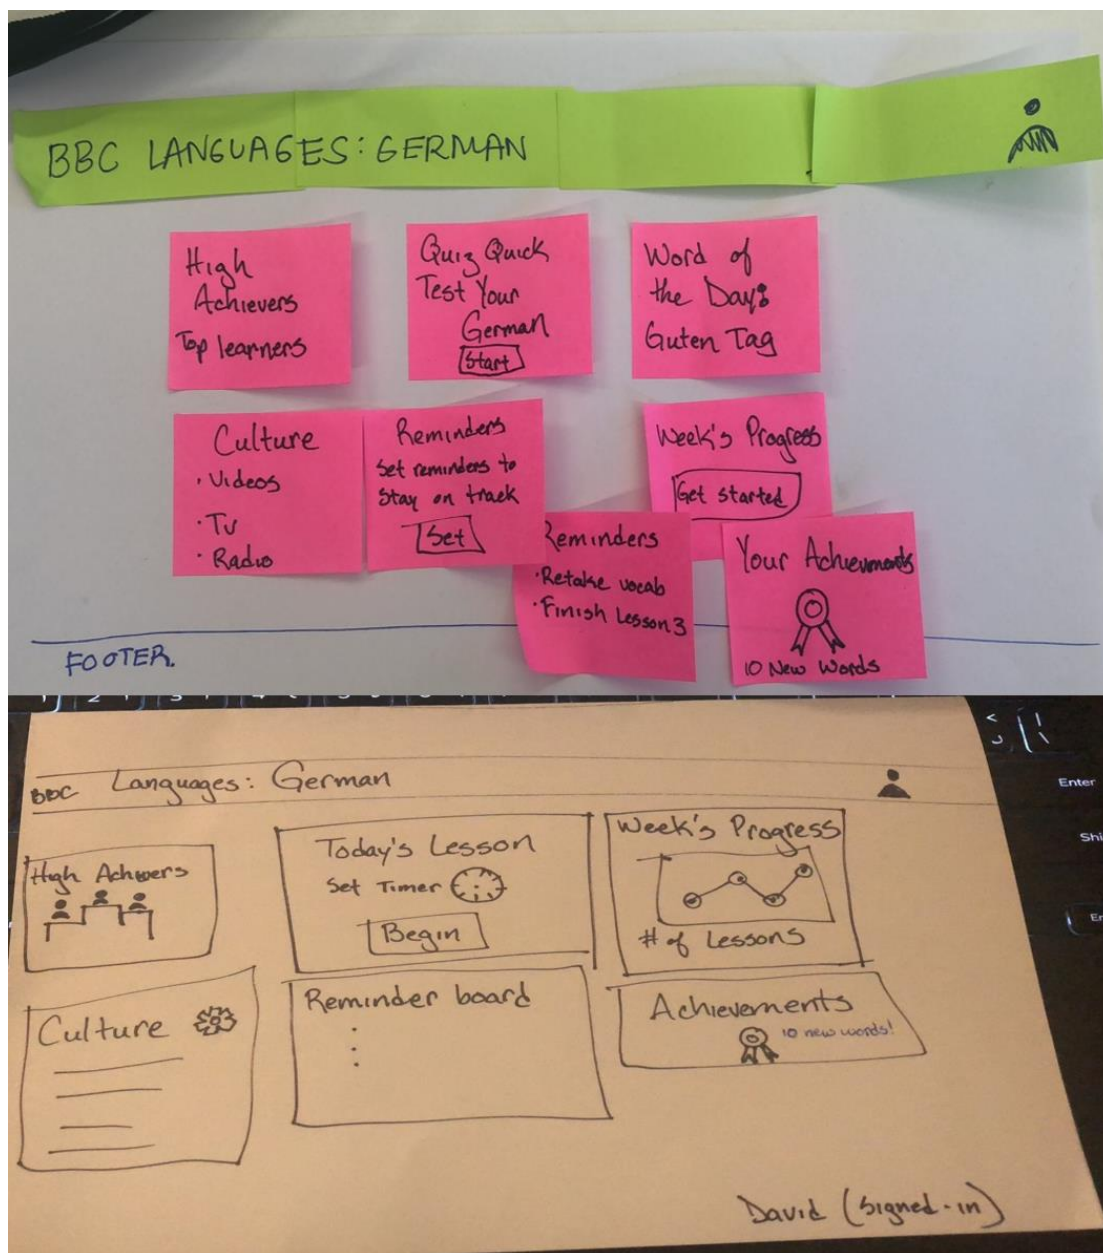 BBC LANGUAGES: GERMAN
High
Achievers
Top learners
Quiz Quick
Test Your
German
Start
Word of
the Day:
Guten Tag
Culture
· Videos
· TV
· Radio
Reminders
Set reminders to
Stay on track
Set
Week's Progress
Get started
Reminders
· Retake vocab
· Finish Lesson 3
Your Achievments
10 New Words
FOOTER.
Enter
Shi
BBC Languages: German
High Achivers
Today's Lesson
Set Timer
Begin
Week's Progress
# of Lessons
Culture
Reminder board
Achievements
10 new words!
David (signed-in)